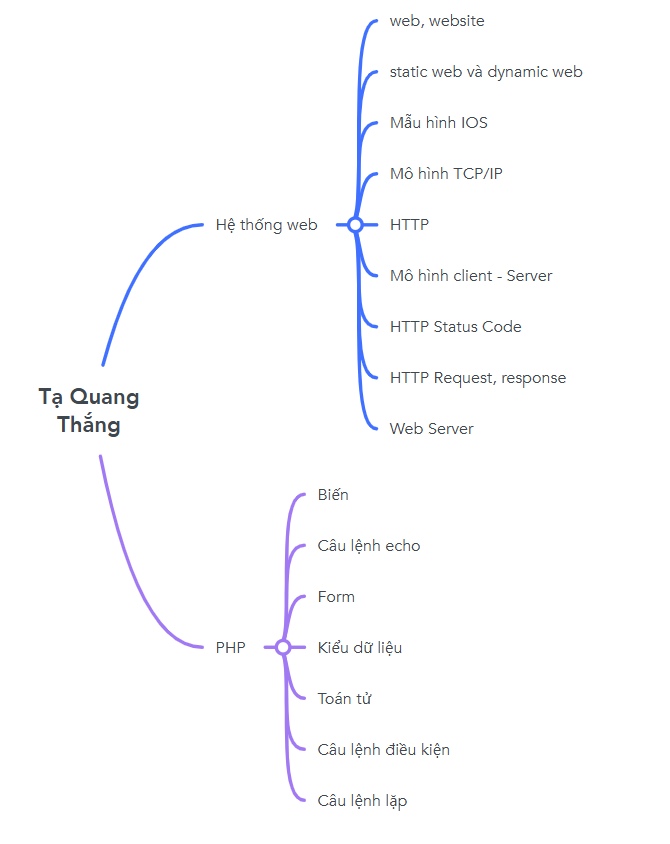 web, website
static web và dynamic web
Mẫu hình IOS
Mô hình TCP/IP
Hệ thống web
HTTP
Mô hình client - Server
HTTP Status Code
HTTP Request, response
Web Server
Tạ Quang
Thắng
Biến
Câu lệnh echo
Form
PHP
Kiểu dữ liệu
Toán tử
Câu lệnh điều kiện
Câu lệnh lặp